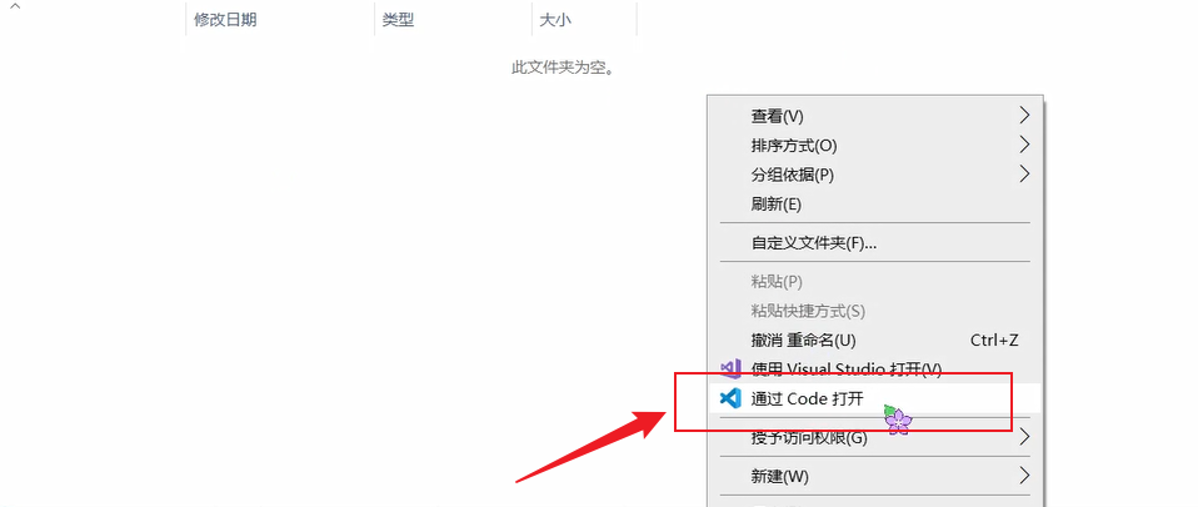 修改日期 类型 大小
此文件夹为空。
查看(V)
排序方式(O)
分组依据(P)
刷新(E)
自定义文件夹(F)...
粘贴(P)
粘贴快捷方式(S)
撤消 重命名(U) Ctrl+Z
使用 Visual Studio 打开(V)
通过 Code 打开
授予访问权限(G)
新建(W)